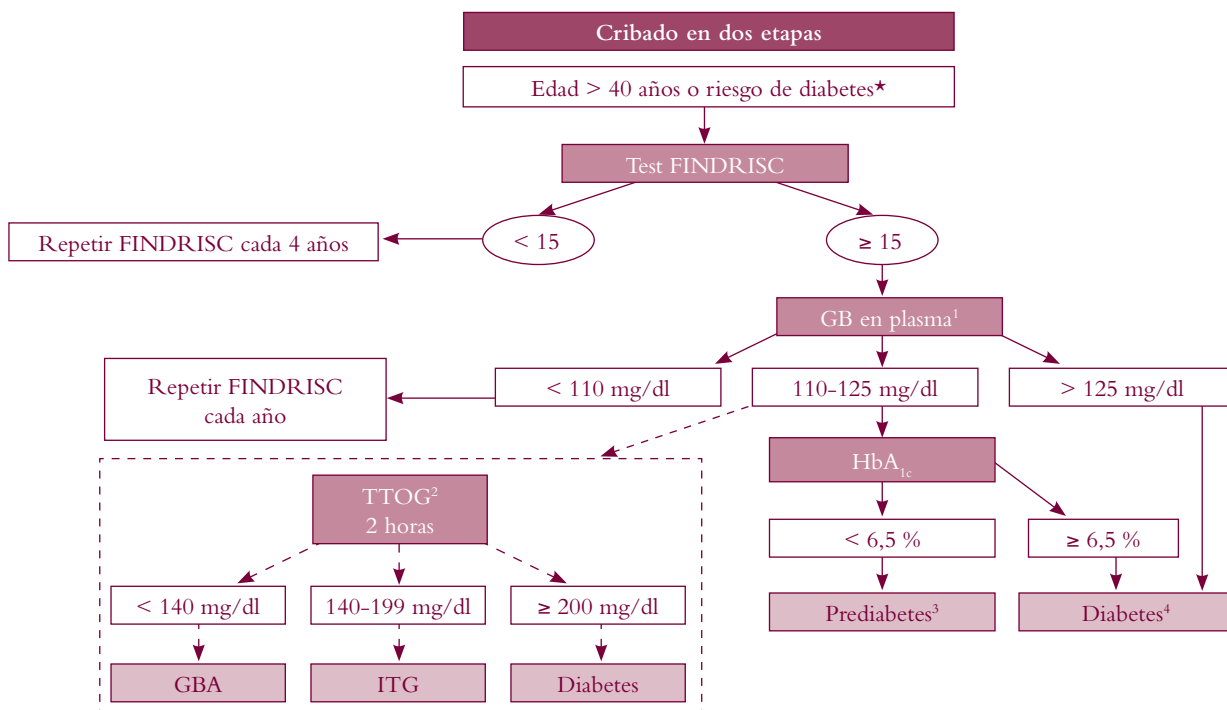 Cribado en dos etapas
Edad > 40 años o riesgo de diabetes★
Test FINDRISC
Repetir FINDRISC cada 4 años
< 15
≥ 15
GB en plasma¹
Repetir FINDRISC
cada año
< 110 mg/dl
110-125 mg/dl
> 125 mg/dl
HbA₁c
TTOG²
2 horas
< 6,5 %
≥ 6,5 %
< 140 mg/dl
140-199 mg/dl
≥ 200 mg/dl
Prediabetes³
Diabetes⁴
GBA
ITG
Diabetes